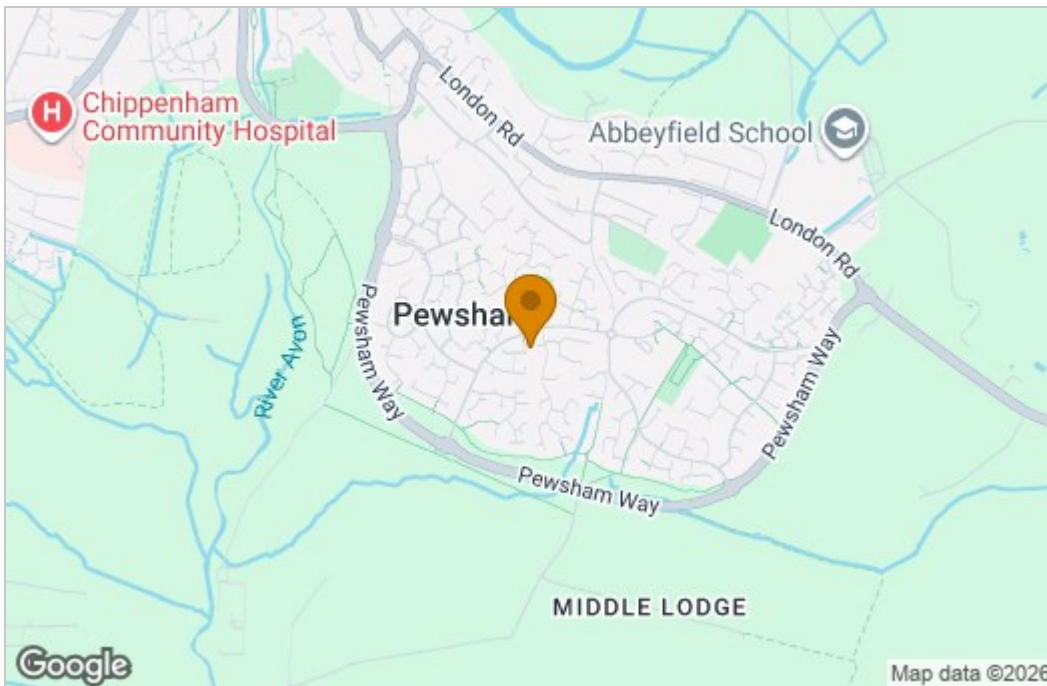 Chippenham
Community Hospital
London Rd
Abbeyfield School
London Rd
Pewsha
River Avon
Pewsham Way
Pewsham Way
Pewsham Way
MIDDLE LODGE
Google
Map data ©2026